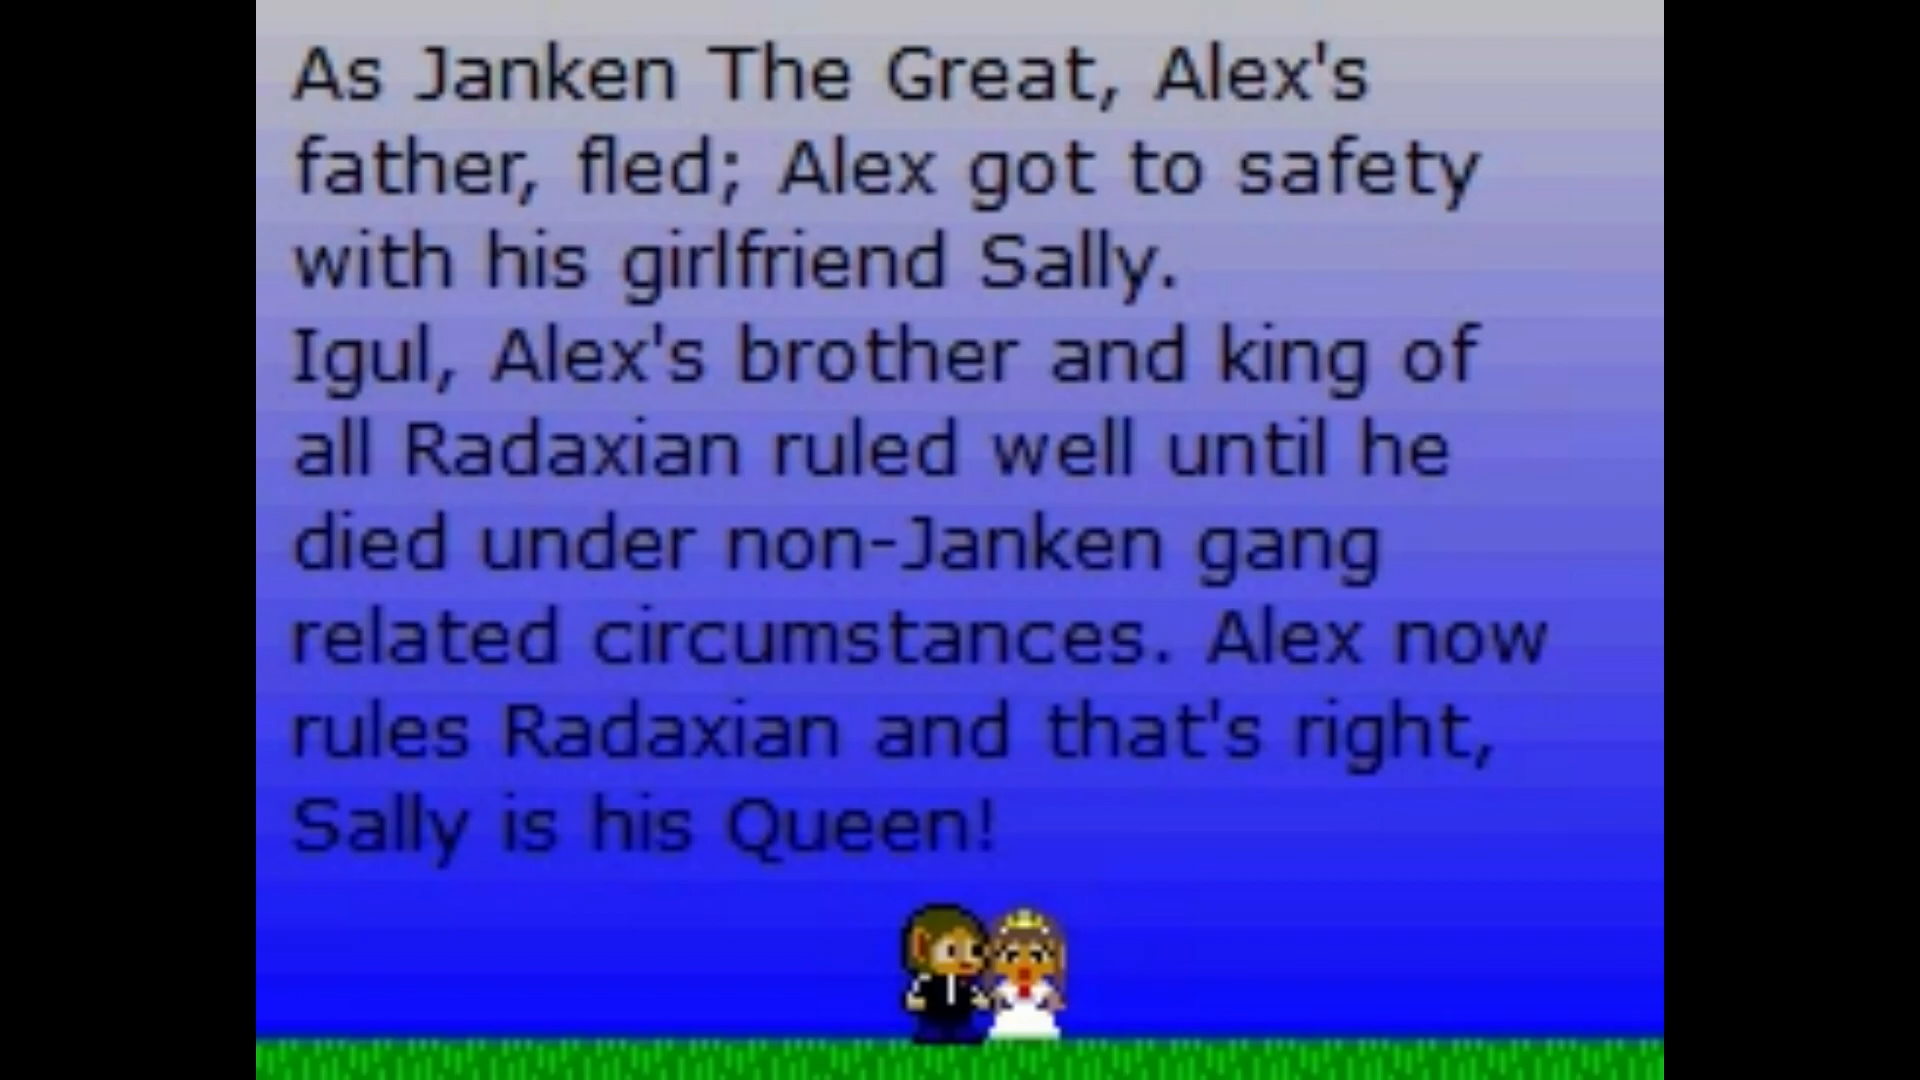 As Janken The Great, Alex's
father, fled; Alex got to safety
with his girlfriend Sally.
Igul, Alex's brother and king of
all Radaxian ruled well until he
died under non-Janken gang
related circumstances. Alex now
rules Radaxian and that's right,
Sally is his Queen!